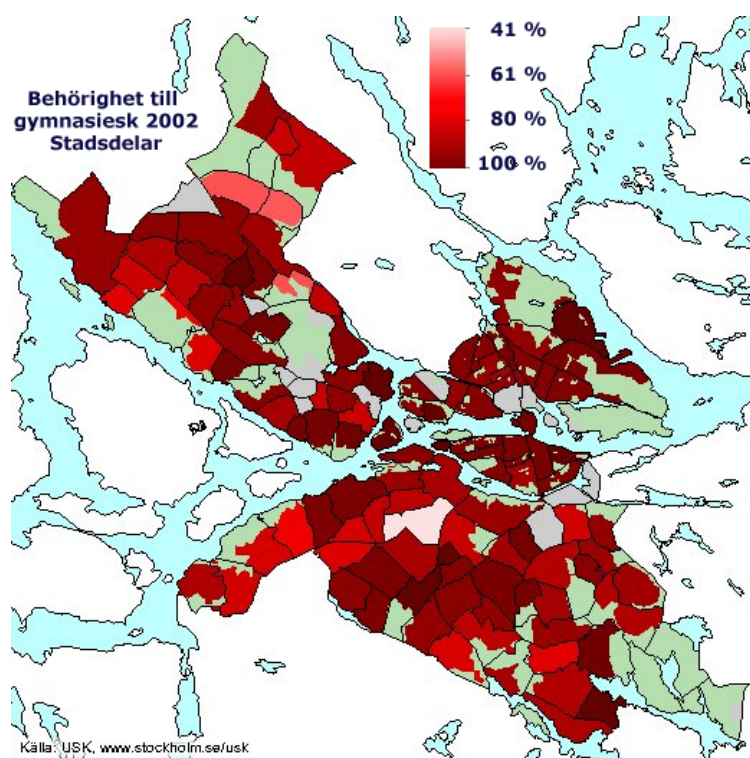 Behörighet till
gymnasiesk 2002
Stadsdelar
41 %
61 %
80 %
100 %
Källa: USK, www.stockholm.se/usk